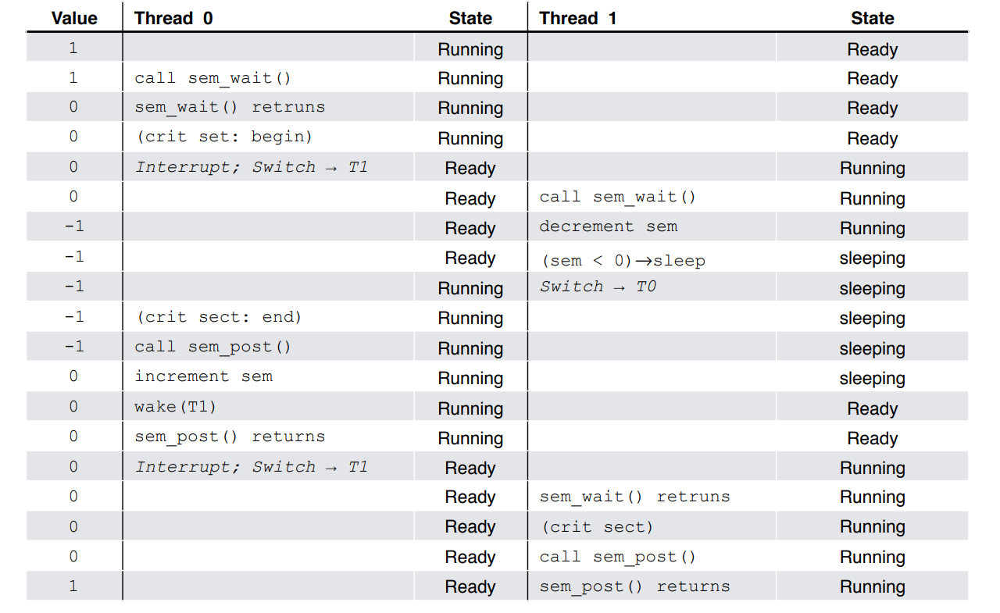 Value Thread 0 State Thread 1 State
1 Running Ready
1 call sem_wait() Running Ready
0 sem_wait() retruns Running Ready
0 (crit set: begin) Running Ready
0 Interrupt; Switch → T1 Ready Running
0 Ready call sem_wait() Running
-1 Ready decrement sem Running
-1 Ready (sem < 0)→sleep sleeping
-1 Running Switch → T0 sleeping
-1 (crit sect: end) Running sleeping
-1 call sem_post() Running sleeping
0 increment sem Running sleeping
0 wake(T1) Running Ready
0 sem_post() returns Running Ready
0 Interrupt; Switch → T1 Ready Running
0 Ready sem_wait() retruns Running
0 Ready (crit sect) Running
0 Ready call sem_post() Running
1 Ready sem_post() returns Running